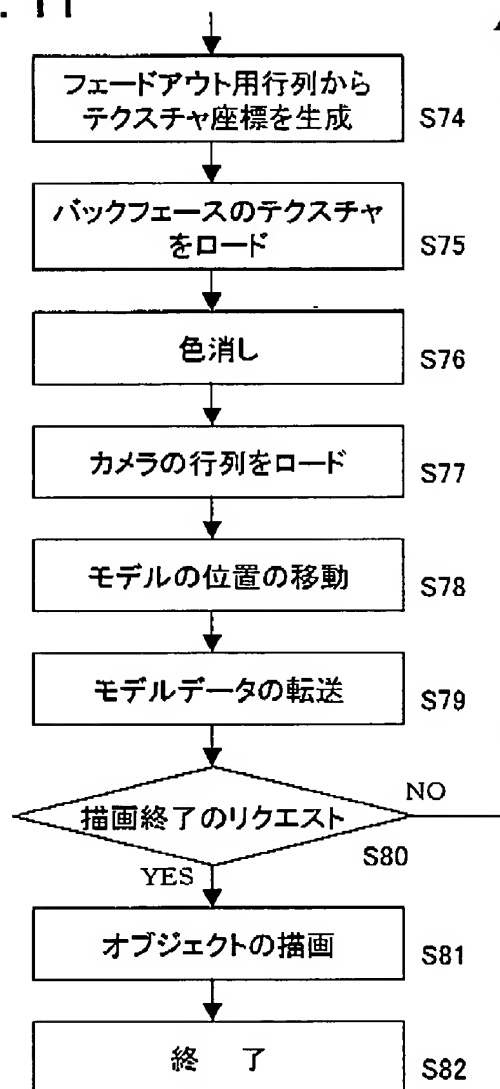 . 11
フェードアウト用行列から
テクスチャ座標を生成
S74
バックフェースのテクスチャ
をロード
S75
色消し
S76
カメラの行列をロード
S77
モデルの位置の移動
S78
モデルデータの転送
S79
描画終了のリクエスト
NO
S80
YES
オブジェクトの描画
S81
終 了
S82